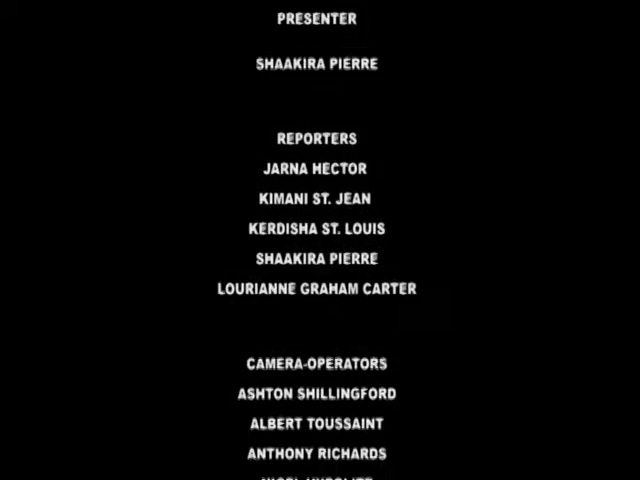 PRESENTER
SHAAKIRA PIERRE
REPORTERS
JARNA HECTOR
KIMANI ST. JEAN
KERDISHA ST. LOUIS
SHAAKIRA PIERRE
LOURIANNE GRAHAM CARTER
CAMERA-OPERATORS
ASHTON SHILLINGFORD
ALBERT TOUSSAINT
ANTHONY RICHARDS